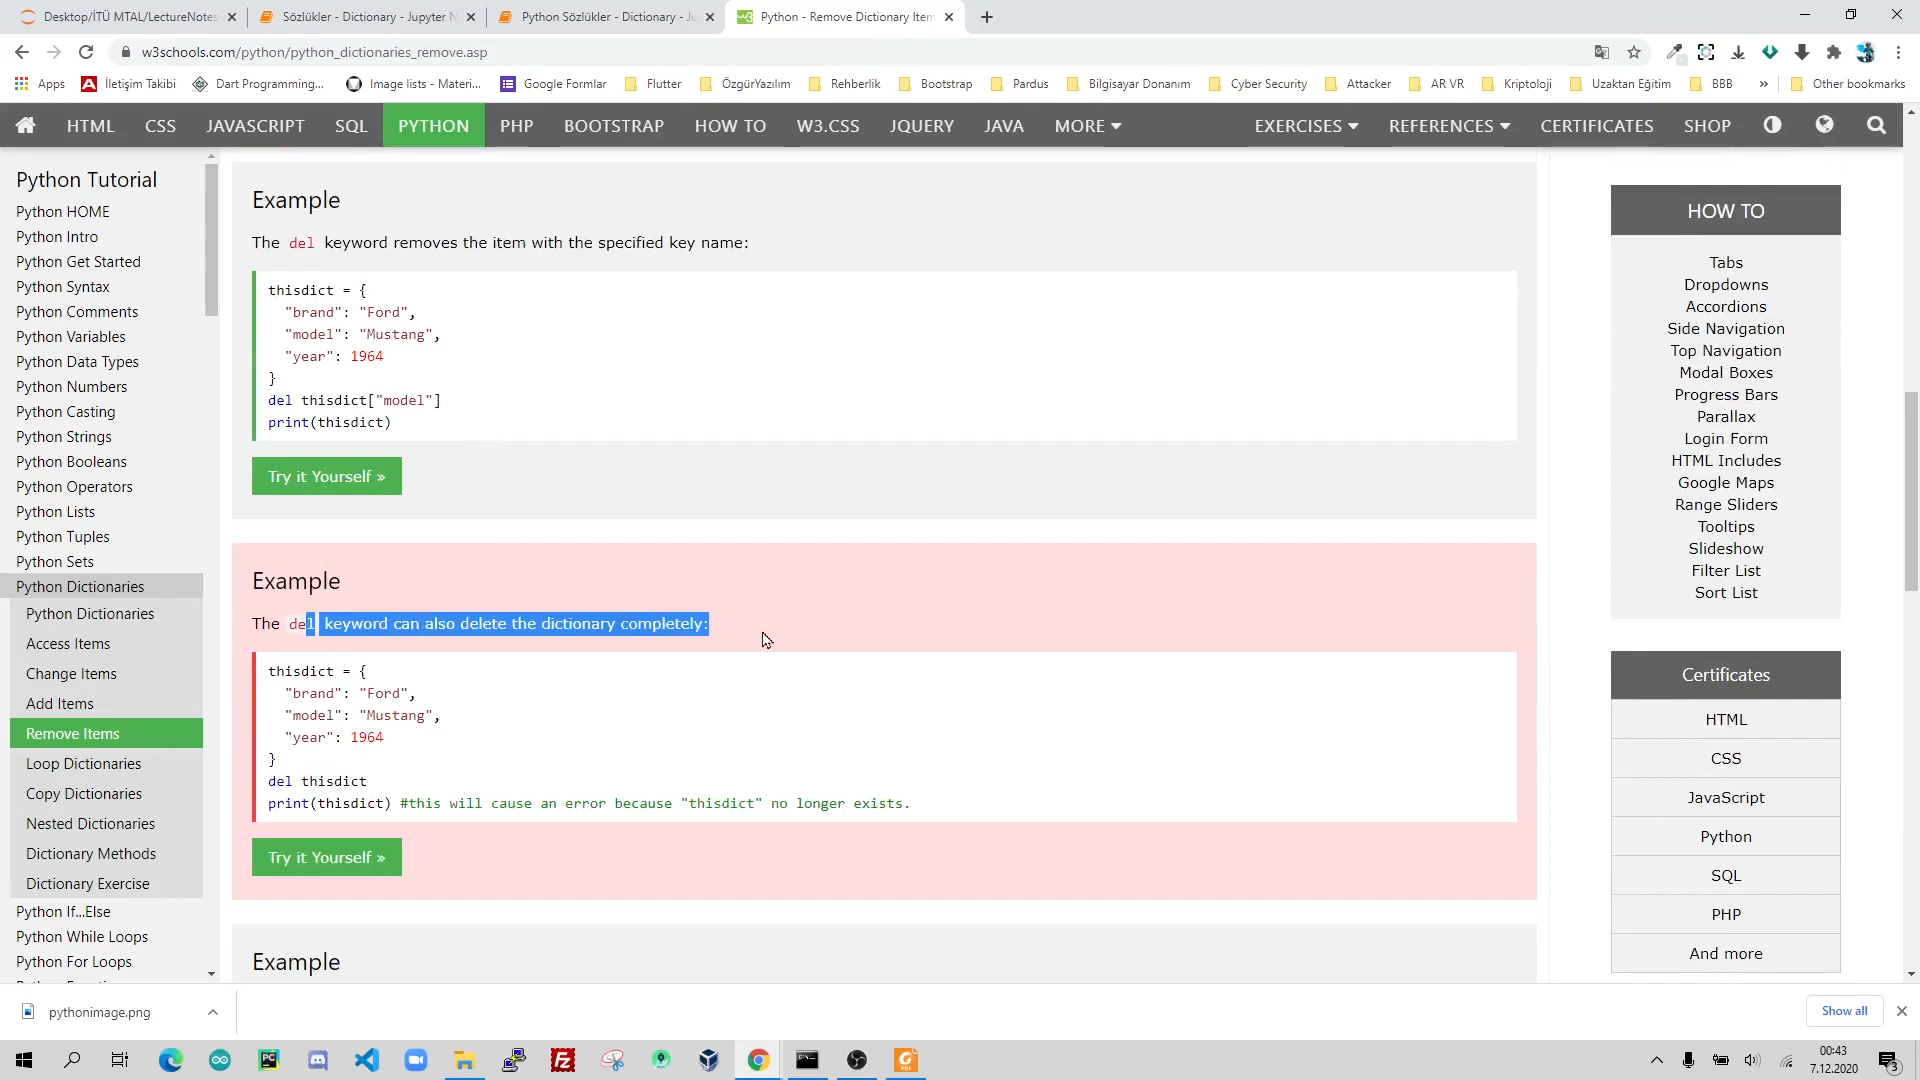 Desktop/İTÜ MTAL/LectureNotes
Sözlükler - Dictionary - Jupyter N
Python Sözlükler - Dictionary - Ju
Python - Remove Dictionary Item
w3schools.com/python/python_dictionaries_remove.asp
Apps
İletişim Takibi
Dart Programming...
Image lists - Materi...
Google Formlar
Flutter
ÖzgürYazılım
Rehberlik
Bootstrap
Pardus
Bilgisayar Donanım
Cyber Security
Attacker
AR VR
Kriptoloji
Uzaktan Eğitim
BBB
»
Other bookmarks
HTML
CSS
JAVASCRIPT
SQL
PYTHON
PHP
BOOTSTRAP
HOW TO
W3.CSS
JQUERY
JAVA
MORE
EXERCISES
REFERENCES
CERTIFICATES
SHOP
Python Tutorial
Python HOME
Python Intro
Python Get Started
Python Syntax
Python Comments
Python Variables
Python Data Types
Python Numbers
Python Casting
Python Strings
Python Booleans
Python Operators
Python Lists
Python Tuples
Python Sets
Python Dictionaries
Python Dictionaries
Access Items
Change Items
Add Items
Remove Items
Loop Dictionaries
Copy Dictionaries
Nested Dictionaries
Dictionary Methods
Dictionary Exercise
Python If...Else
Python While Loops
Python For Loops
Example
The del keyword removes the item with the specified key name:
thisdict = {
"brand": "Ford",
"model": "Mustang",
"year": 1964
}
del thisdict["model"]
print(thisdict)
Try it Yourself »
Example
The del keyword can also delete the dictionary completely:
thisdict = {
"brand": "Ford",
"model": "Mustang",
"year": 1964
}
del thisdict
print(thisdict) #this will cause an error because "thisdict" no longer exists.
Try it Yourself »
Example
HOW TO
Tabs
Dropdowns
Accordions
Side Navigation
Top Navigation
Modal Boxes
Progress Bars
Parallax
Login Form
HTML Includes
Google Maps
Range Sliders
Tooltips
Slideshow
Filter List
Sort List
Certificates
HTML
CSS
JavaScript
Python
SQL
PHP
And more
pythonimage.png
Show all
00:43
7.12.2020
3